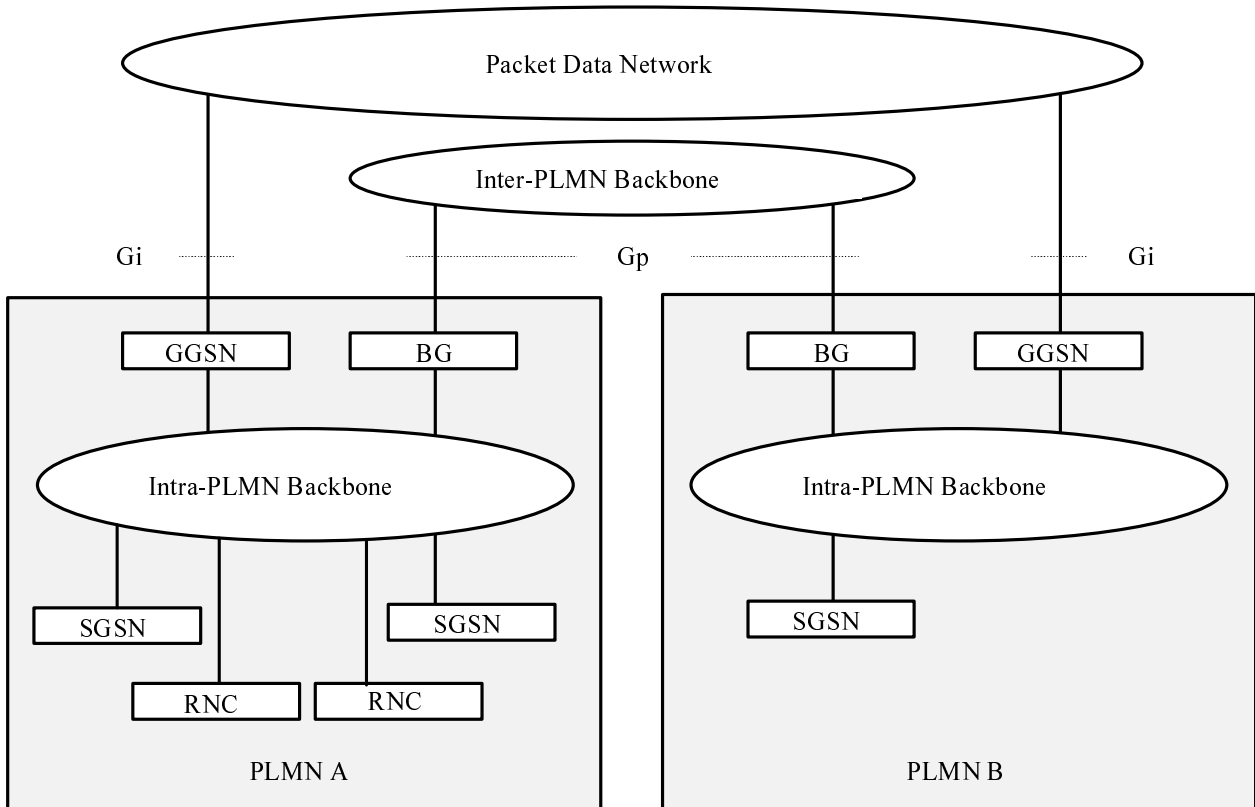 Packet Data Network
Inter-PLMN Backbone
Gi
Gp
Gi
GGSN
BG
BG
GGSN
Intra-PLMN Backbone
Intra-PLMN Backbone
SGSN
SGSN
SGSN
RNC
RNC
PLMN A
PLMN B